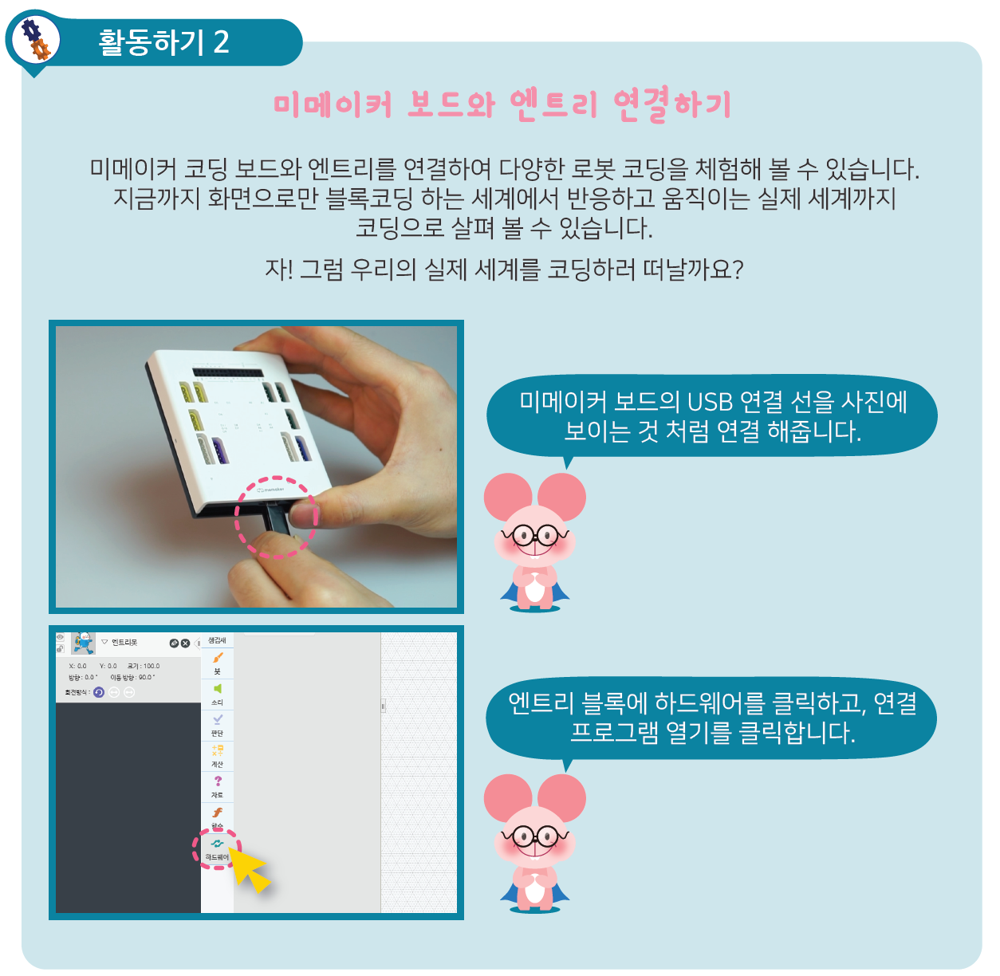 활동하기 2
미메이커 보드와 엔트리 연결하기
미메이커 코딩 보드와 엔트리를 연결하여 다양한 로봇 코딩을 체험해 볼 수 있습니다.
지금까지 화면으로만 블록코딩 하는 세계에서 반응하고 움직이는 실제 세계까지
코딩으로 살펴 볼 수 있습니다.
자! 그럼 우리의 실제 세계를 코딩하러 떠날까요?
memaker
미메이커 보드의 USB 연결 선을 사진에
보이는 것 처럼 연결 해줍니다.
엔트리봇
X: 0.0 Y: 0.0 크기 : 100.0
방향 : 0.0 ° 이동 방향 : 90.0 °
회전방식 :
생김새
붓
소리
판단
계산
자료
함수
하드웨어
엔트리 블록에 하드웨어를 클릭하고, 연결
프로그램 열기를 클릭합니다.